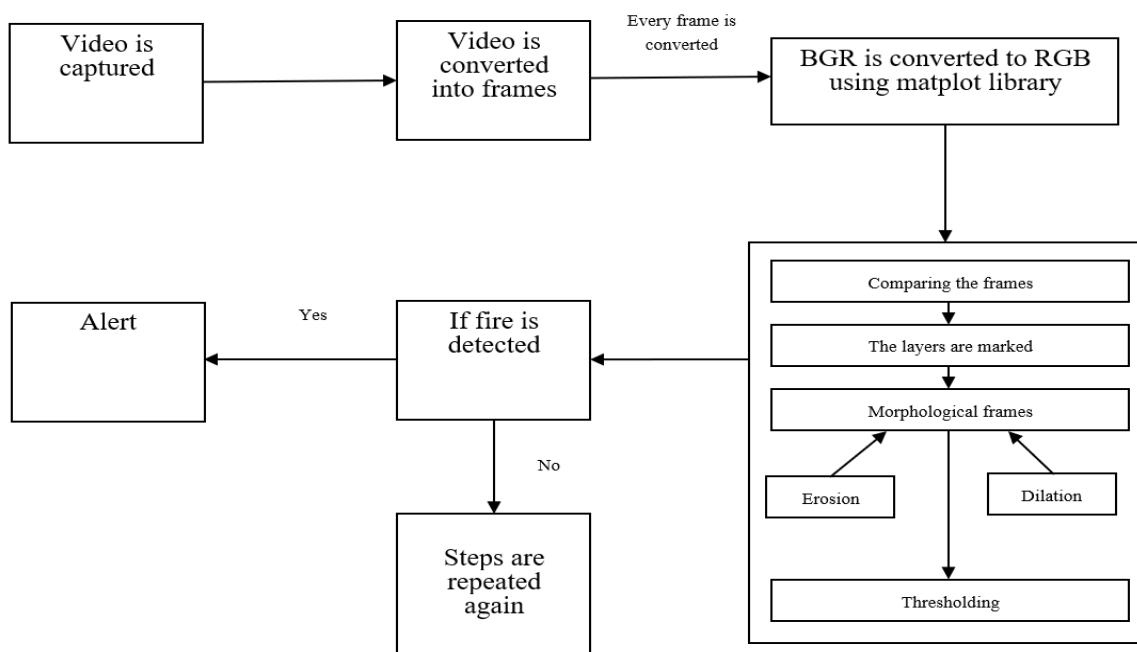 Video is
captured
Video is
converted
into frames
Every frame is
converted
BGR is converted to RGB
using matplot library
Comparing the frames
The layers are marked
Morphological frames
Erosion
Dilation
Thresholding
If fire is
detected
Yes
Alert
No
Steps are
repeated
again